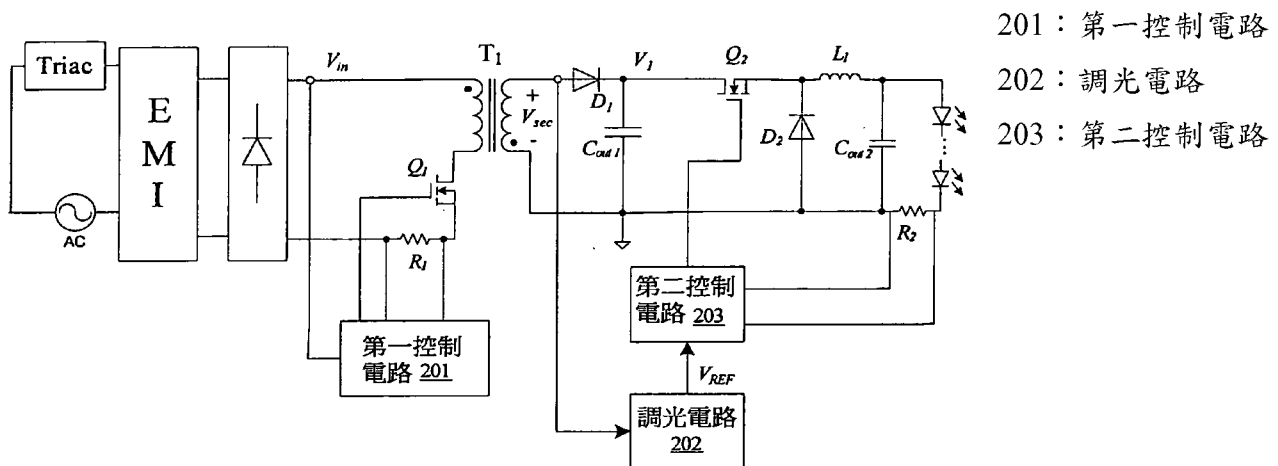 201：第一控制電路
202：調光電路
203：第二控制電路
Triac
EMI
AC
Vin
T1
+
Vsec
-
D1
V1
Cout1
Q2
L1
D2
Cout2
Q1
R1
R2
第一控制
電路 201
第二控制
電路 203
VREF
調光電路
202